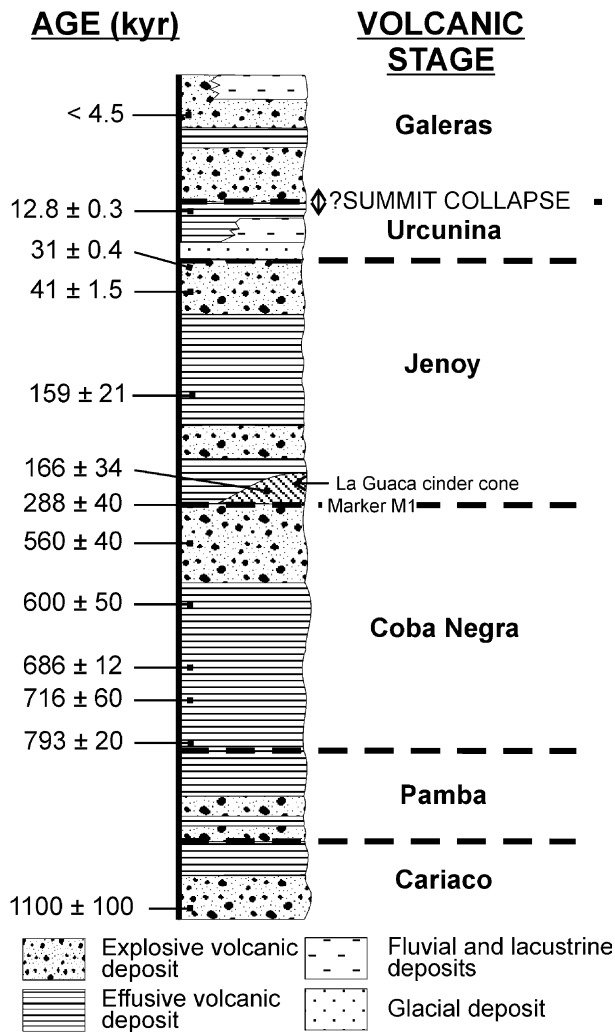 AGE (kyr)
VOLCANIC
STAGE
< 4.5
Galeras
?SUMMIT COLLAPSE
12.8 ± 0.3
Urcunina
31 ± 0.4
41 ± 1.5
Jenoy
159 ± 21
166 ± 34
La Guaca cinder cone
288 ± 40
Marker M1
560 ± 40
600 ± 50
Coba Negra
686 ± 12
716 ± 60
793 ± 20
Pamba
Cariaco
1100 ± 100
Explosive volcanic
deposit
Fluvial and lacustrine
deposits
Effusive volcanic
deposit
Glacial deposit